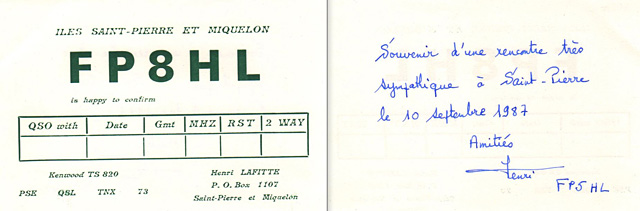 ILES SAINT-PIERRE ET MIQUELON
FP8HL
is happy to confirm
QSO with Date Gmt MHZ RST 2 WAY
Kenwood TS 820
PSE QSL TNX 73
Henri LAFITTE
P. O. Box 1107
Saint-Pierre et Miquelon
Souvenir d'une rencontre très
sympathique à Saint-Pierre
le 10 septembre 1987
Amitiés
Henri
FP5HL